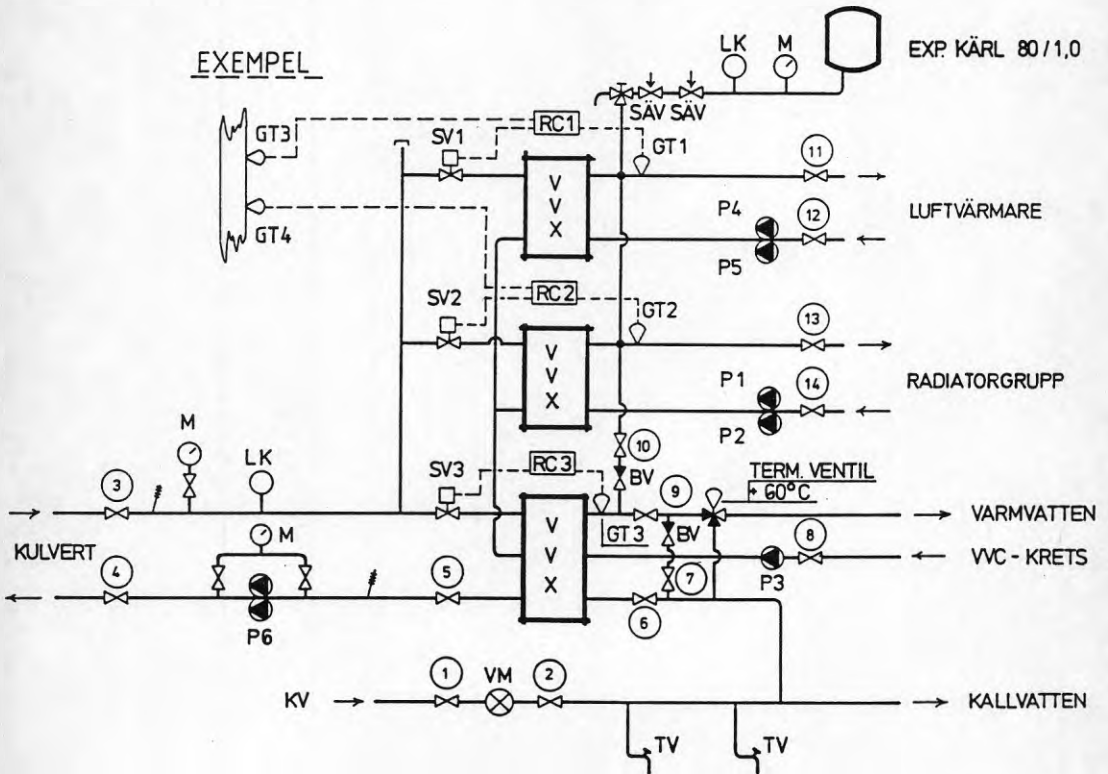 EXEMPEL
LK M EXP. KÄRL 80/1,0
SÄV SÄV
GT3 SV1 RC1 GT1 11
VVX P4 12 LUFTVÄRMARE
GT4 P5
SV2 RC2 GT2 13
VVX P1 14 RADIATORGRUPP
P2
10
M LK SV3 RC3 BV TERM. VENTIL
3 9 60°C
VVX GT3 VARMVATTEN
KULVERT M BV 8 VVC-KRETS
4 5 7 P3
P6 6
1 VM 2
KV KALLVATTEN
TV TV